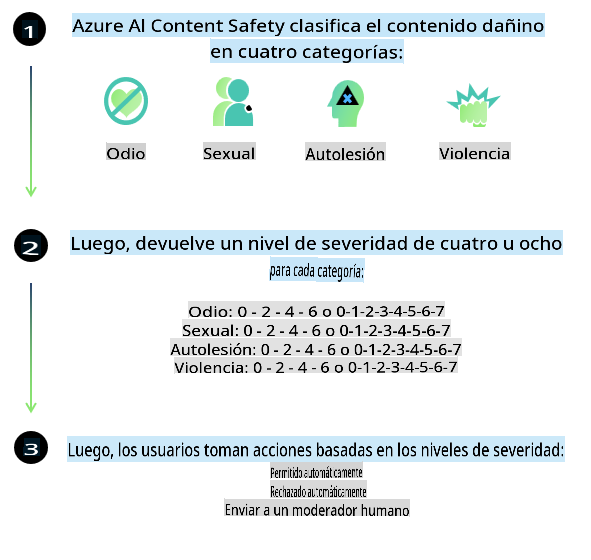 1
Azure AI Content Safety clasifica el contenido dañino
en cuatro categorías:
Odio
Sexual
Autolesión
Violencia
2
Luego, devuelve un nivel de severidad de cuatro u ocho
para cada categoría:
Odio: 0 - 2 - 4 - 6 o 0-1-2-3-4-5-6-7
Sexual: 0 - 2 - 4 - 6 o 0-1-2-3-4-5-6-7
Autolesión: 0 - 2 - 4 - 6 o 0-1-2-3-4-5-6-7
Violencia: 0 - 2 - 4 - 6 o 0-1-2-3-4-5-6-7
3
Luego, los usuarios toman acciones basadas en los niveles de severidad:
Permitido automáticamente
Rechazado automáticamente
Enviar a un moderador humano